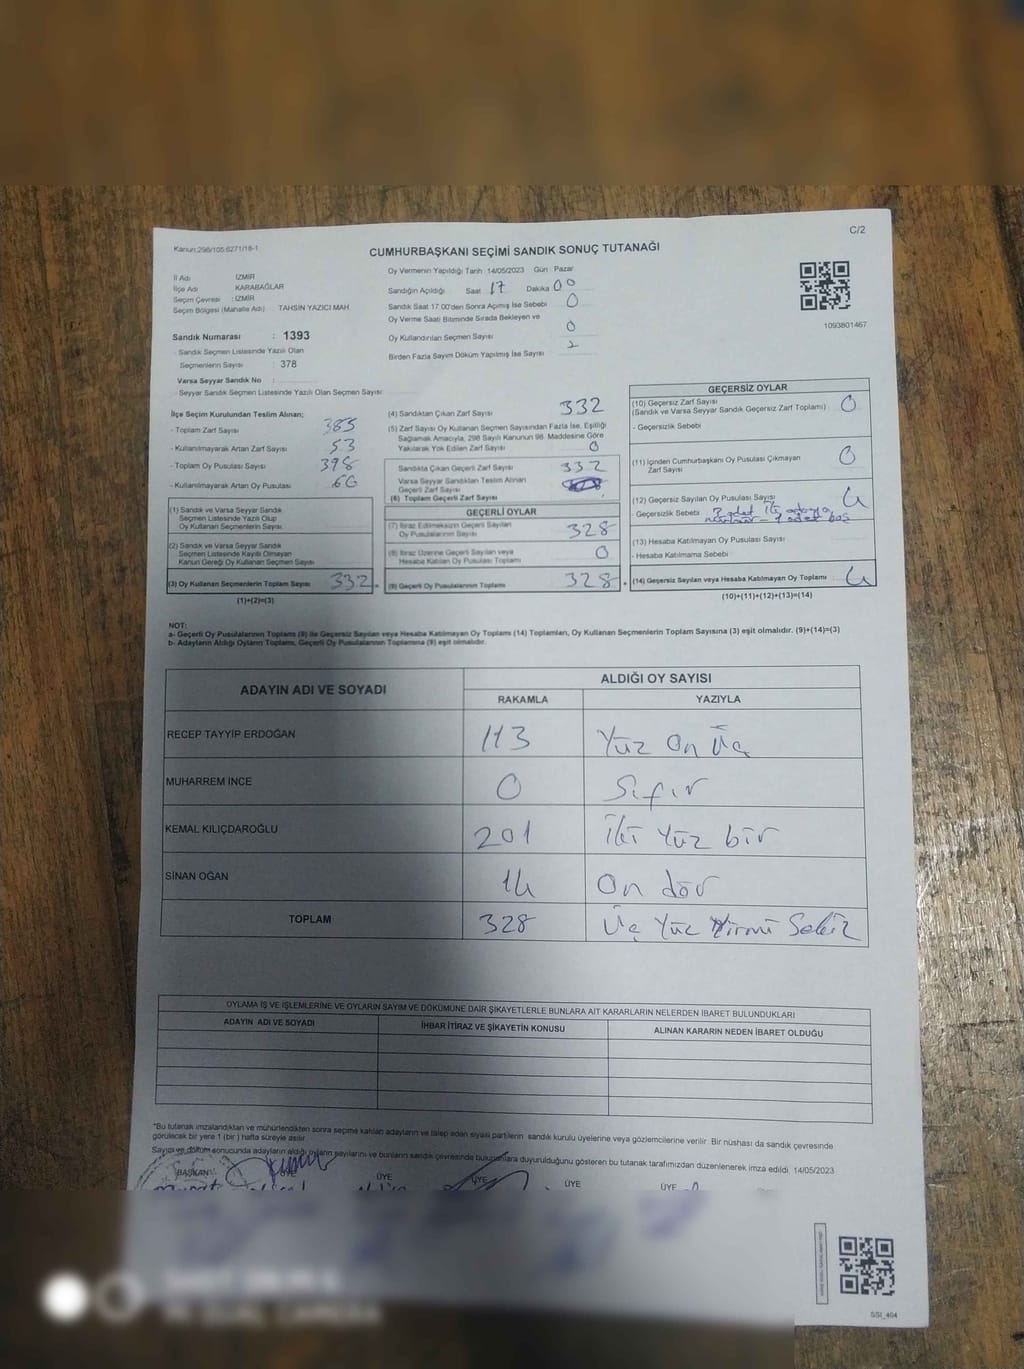 Kanun:298/105:6271/18-1
C/2
CUMHURBAŞKANI SEÇİMİ SANDIK SONUÇ TUTANAĞI
İl Adı İZMİR
İlçe Adı KARABAĞLAR
Seçim Çevresi : İZMİR
Seçim Bölgesi (Mahalle Adı) TAHSİN YAZICI MAH
Sandık Numarası : 1393
- Sandık Seçmen Listesinde Yazılı Olan
Seçmenlerin Sayısı : 378
Varsa Seyyar Sandık No :
- Seyyar Sandık Seçmen Listesinde Yazılı Olan Seçmen Sayısı
Oy Vermenin Yapıldığı Tarih :14/05/2023 Gün Pazar
Sandığın Açıldığı Saat 17 Dakika 00
Sandık Saat 17.00'den Sonra Açılmış İse Sebebi 0
Oy Verme Saati Bitiminde Sırada Bekleyen ve
Oy Kullandırılan Seçmen Sayısı 0
Birden Fazla Sayım Döküm Yapılmış İse Sayısı 2
1093801467
İlçe Seçim Kurulundan Teslim Alınan;
- Toplam Zarf Sayısı 385
- Kullanılmayarak Artan Zarf Sayısı 53
- Toplam Oy Pusulası Sayısı 398
- Kullanılmayarak Artan Oy Pusulası 66
(1) Sandık ve Varsa Seyyar Sandık
Seçmen Listesinde Yazılı Olup
Oy Kullanan Seçmenlerin Sayısı
(2) Sandık ve Varsa Seyyar Sandık
Seçmen Listesinde Kayıtlı Olmayan
Kanun Gereği Oy Kullanan Seçmen Sayısı
(3) Oy Kullanan Seçmenlerin Toplam Sayısı 332
(1)+(2)=(3)
(4) Sandıktan Çıkan Zarf Sayısı 332
(5) Zarf Sayısı Oy Kullanan Seçmen Sayısından Fazla İse, Eşitliği
Sağlamak Amacıyla, 298 Sayılı Kanunun 98. Maddesine Göre
Yakılarak Yok Edilen Zarf Sayısı 0
Sandıkta Çıkan Geçerli Zarf Sayısı 332
Varsa Seyyar Sandıktan Teslim Alınan
Geçerli Zarf Sayısı
(6) Toplam Geçerli Zarf Sayısı
GEÇERLİ OYLAR
(7) İtiraz Edilmeksizin Geçerli Sayılan
Oy Pusulalarının Sayısı 328
(8) İtiraz Üzerine Geçerli Sayılan veya
Hesaba Katılan Oy Pusulası Toplamı 0
(9) Geçerli Oy Pusulalarının Toplamı 328
GEÇERSİZ OYLAR
(10) Geçersiz Zarf Sayısı
(Sandık ve Varsa Seyyar Sandık Geçersiz Zarf Toplamı) 0
- Geçersizlik Sebebi
(11) İçinden Cumhurbaşkanı Oy Pusulası Çıkmayan
Zarf Sayısı 0
(12) Geçersiz Sayılan Oy Pusulası Sayısı 4
- Geçersizlik Sebebi 3 adet iki adaya
1 adet boş
(13) Hesaba Katılmayan Oy Pusulası Sayısı
- Hesaba Katılmama Sebebi
(14) Geçersiz Sayılan veya Hesaba Katılmayan Oy Toplamı 4
(10)+(11)+(12)+(13)=(14)
NOT:
a- Geçerli Oy Pusulalarının Toplamı (9) ile Geçersiz Sayılan veya Hesaba Katılmayan Oy Toplamı (14) Toplamları, Oy Kullanan Seçmenlerin Toplam Sayısına (3) eşit olmalıdır. (9)+(14)=(3)
b- Adayların Aldığı Oyların Toplamı, Geçerli Oy Pusulalarının Toplamına (9) eşit olmalıdır.
ADAYIN ADI VE SOYADI ALDIĞI OY SAYISI
RAKAMLA YAZIYLA
RECEP TAYYİP ERDOĞAN 113 Yüz On Üç
MUHARREM İNCE 0 Sıfır
KEMAL KILIÇDAROĞLU 201 İki Yüz bir
SİNAN OĞAN 14 On dör
TOPLAM 328 Üç Yüz Yirmi Sekiz
OYLAMA İŞ VE İŞLEMLERİNE VE OYLARIN SAYIM VE DÖKÜMÜNE DAİR ŞİKAYETLERLE BUNLARA AİT KARARLARIN NELERDEN İBARET BULUNDUKLARI
ADAYIN ADI VE SOYADI İHBAR İTİRAZ VE ŞİKAYETİN KONUSU ALINAN KARARIN NEDEN İBARET OLDUĞU
*Bu tutanak imzalandıktan ve mühürlendikten sonra seçime katılan adayların ve talep eden siyasi partilerin sandık kurulu üyelerine veya gözlemcilerine verilir. Bir nüshası da sandık çevresinde
görülecek bir yere 1 (bir) hafta süreyle asılır
Sayım ve döküm sonucunda adayların aldığı oyların sayılarını ve bunların sandık çevresinde bulunanlara duyurulduğunu gösteren bu tutanak tarafımızdan düzenlenerek imza edildi. 14/05/2023
BAŞKAN ÜYE ÜYE ÜYE ÜYE ÜYE
SSI_404